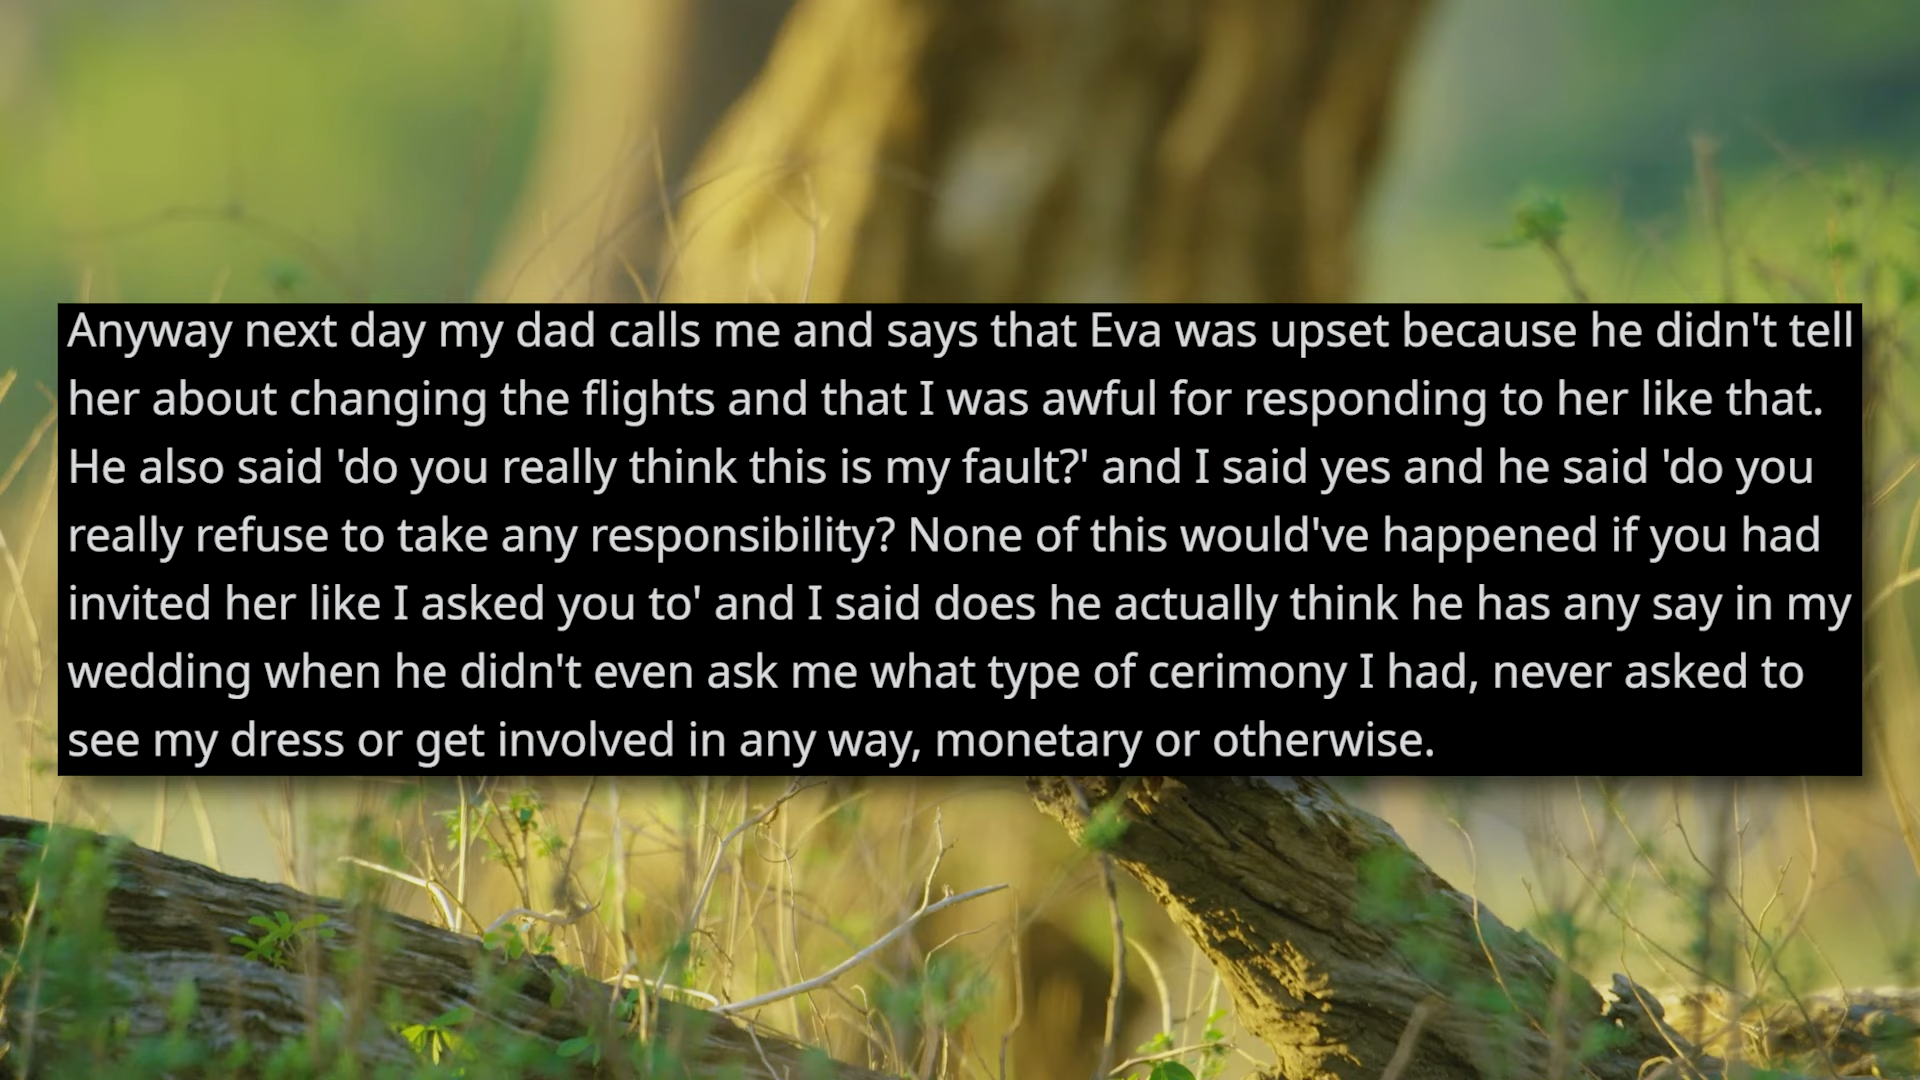 Anyway next day my dad calls me and says that Eva was upset because he didn't tell
her about changing the flights and that I was awful for responding to her like that.
He also said 'do you really think this is my fault?' and I said yes and he said 'do you
really refuse to take any responsibility? None of this would've happened if you had
invited her like I asked you to' and I said does he actually think he has any say in my
wedding when he didn't even ask me what type of cerimony I had, never asked to
see my dress or get involved in any way, monetary or otherwise.